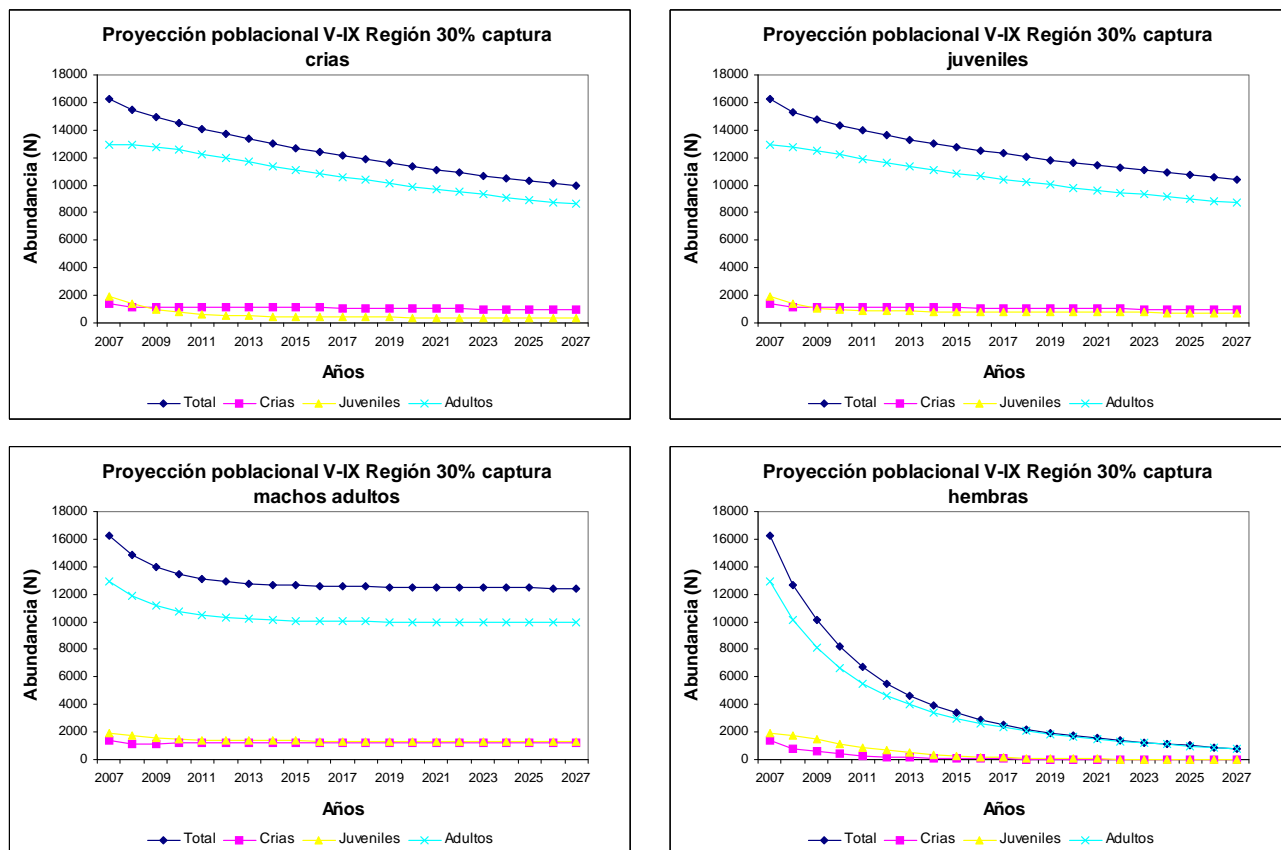 Proyección poblacional V-IX Región 30% captura
crias
18000
16000
14000
12000
10000
8000
6000
4000
2000
0
Abundancia (N)
2007 2009 2011 2013 2015 2017 2019 2021 2023 2025 2027
Años
Total Crias Juveniles Adultos
Proyección poblacional V-IX Región 30% captura
juveniles
18000
16000
14000
12000
10000
8000
6000
4000
2000
0
Abundancia (N)
2007 2009 2011 2013 2015 2017 2019 2021 2023 2025 2027
Años
Total Crias Juveniles Adultos
Proyección poblacional V-IX Región 30% captura
machos adultos
18000
16000
14000
12000
10000
8000
6000
4000
2000
0
Abundancia (N)
2007 2009 2011 2013 2015 2017 2019 2021 2023 2025 2027
Años
Total Crias Juveniles Adultos
Proyección poblacional V-IX Región 30% captura
hembras
18000
16000
14000
12000
10000
8000
6000
4000
2000
0
Abundancia (N)
2007 2009 2011 2013 2015 2017 2019 2021 2023 2025 2027
Años
Total Crias Juveniles Adultos